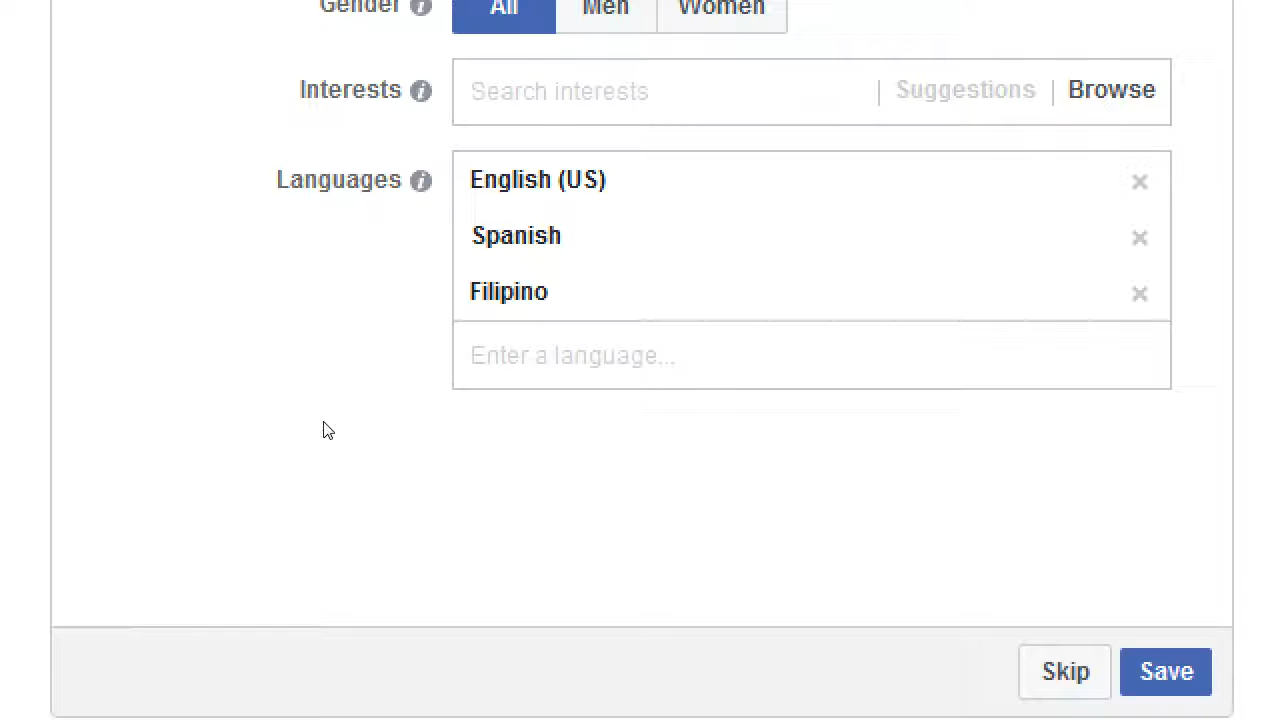 Gender All Men Women
Interests Search interests | Suggestions | Browse
Languages English (US)
Spanish
Filipino
Enter a language...
Skip Save